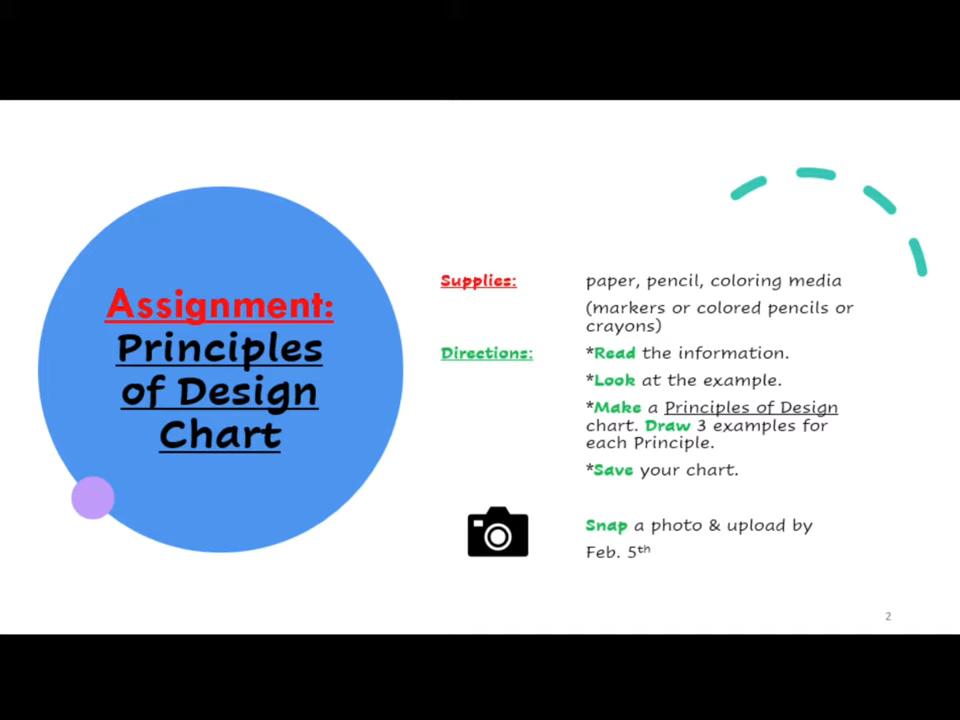 Assignment:
Principles
of Design
Chart
Supplies:
paper, pencil, coloring media
(markers or colored pencils or
crayons)
Directions:
*Read the information.
*Look at the example.
*Make a Principles of Design
chart. Draw 3 examples for
each Principle.
*Save your chart.
Snap a photo & upload by
Feb. 5th
2